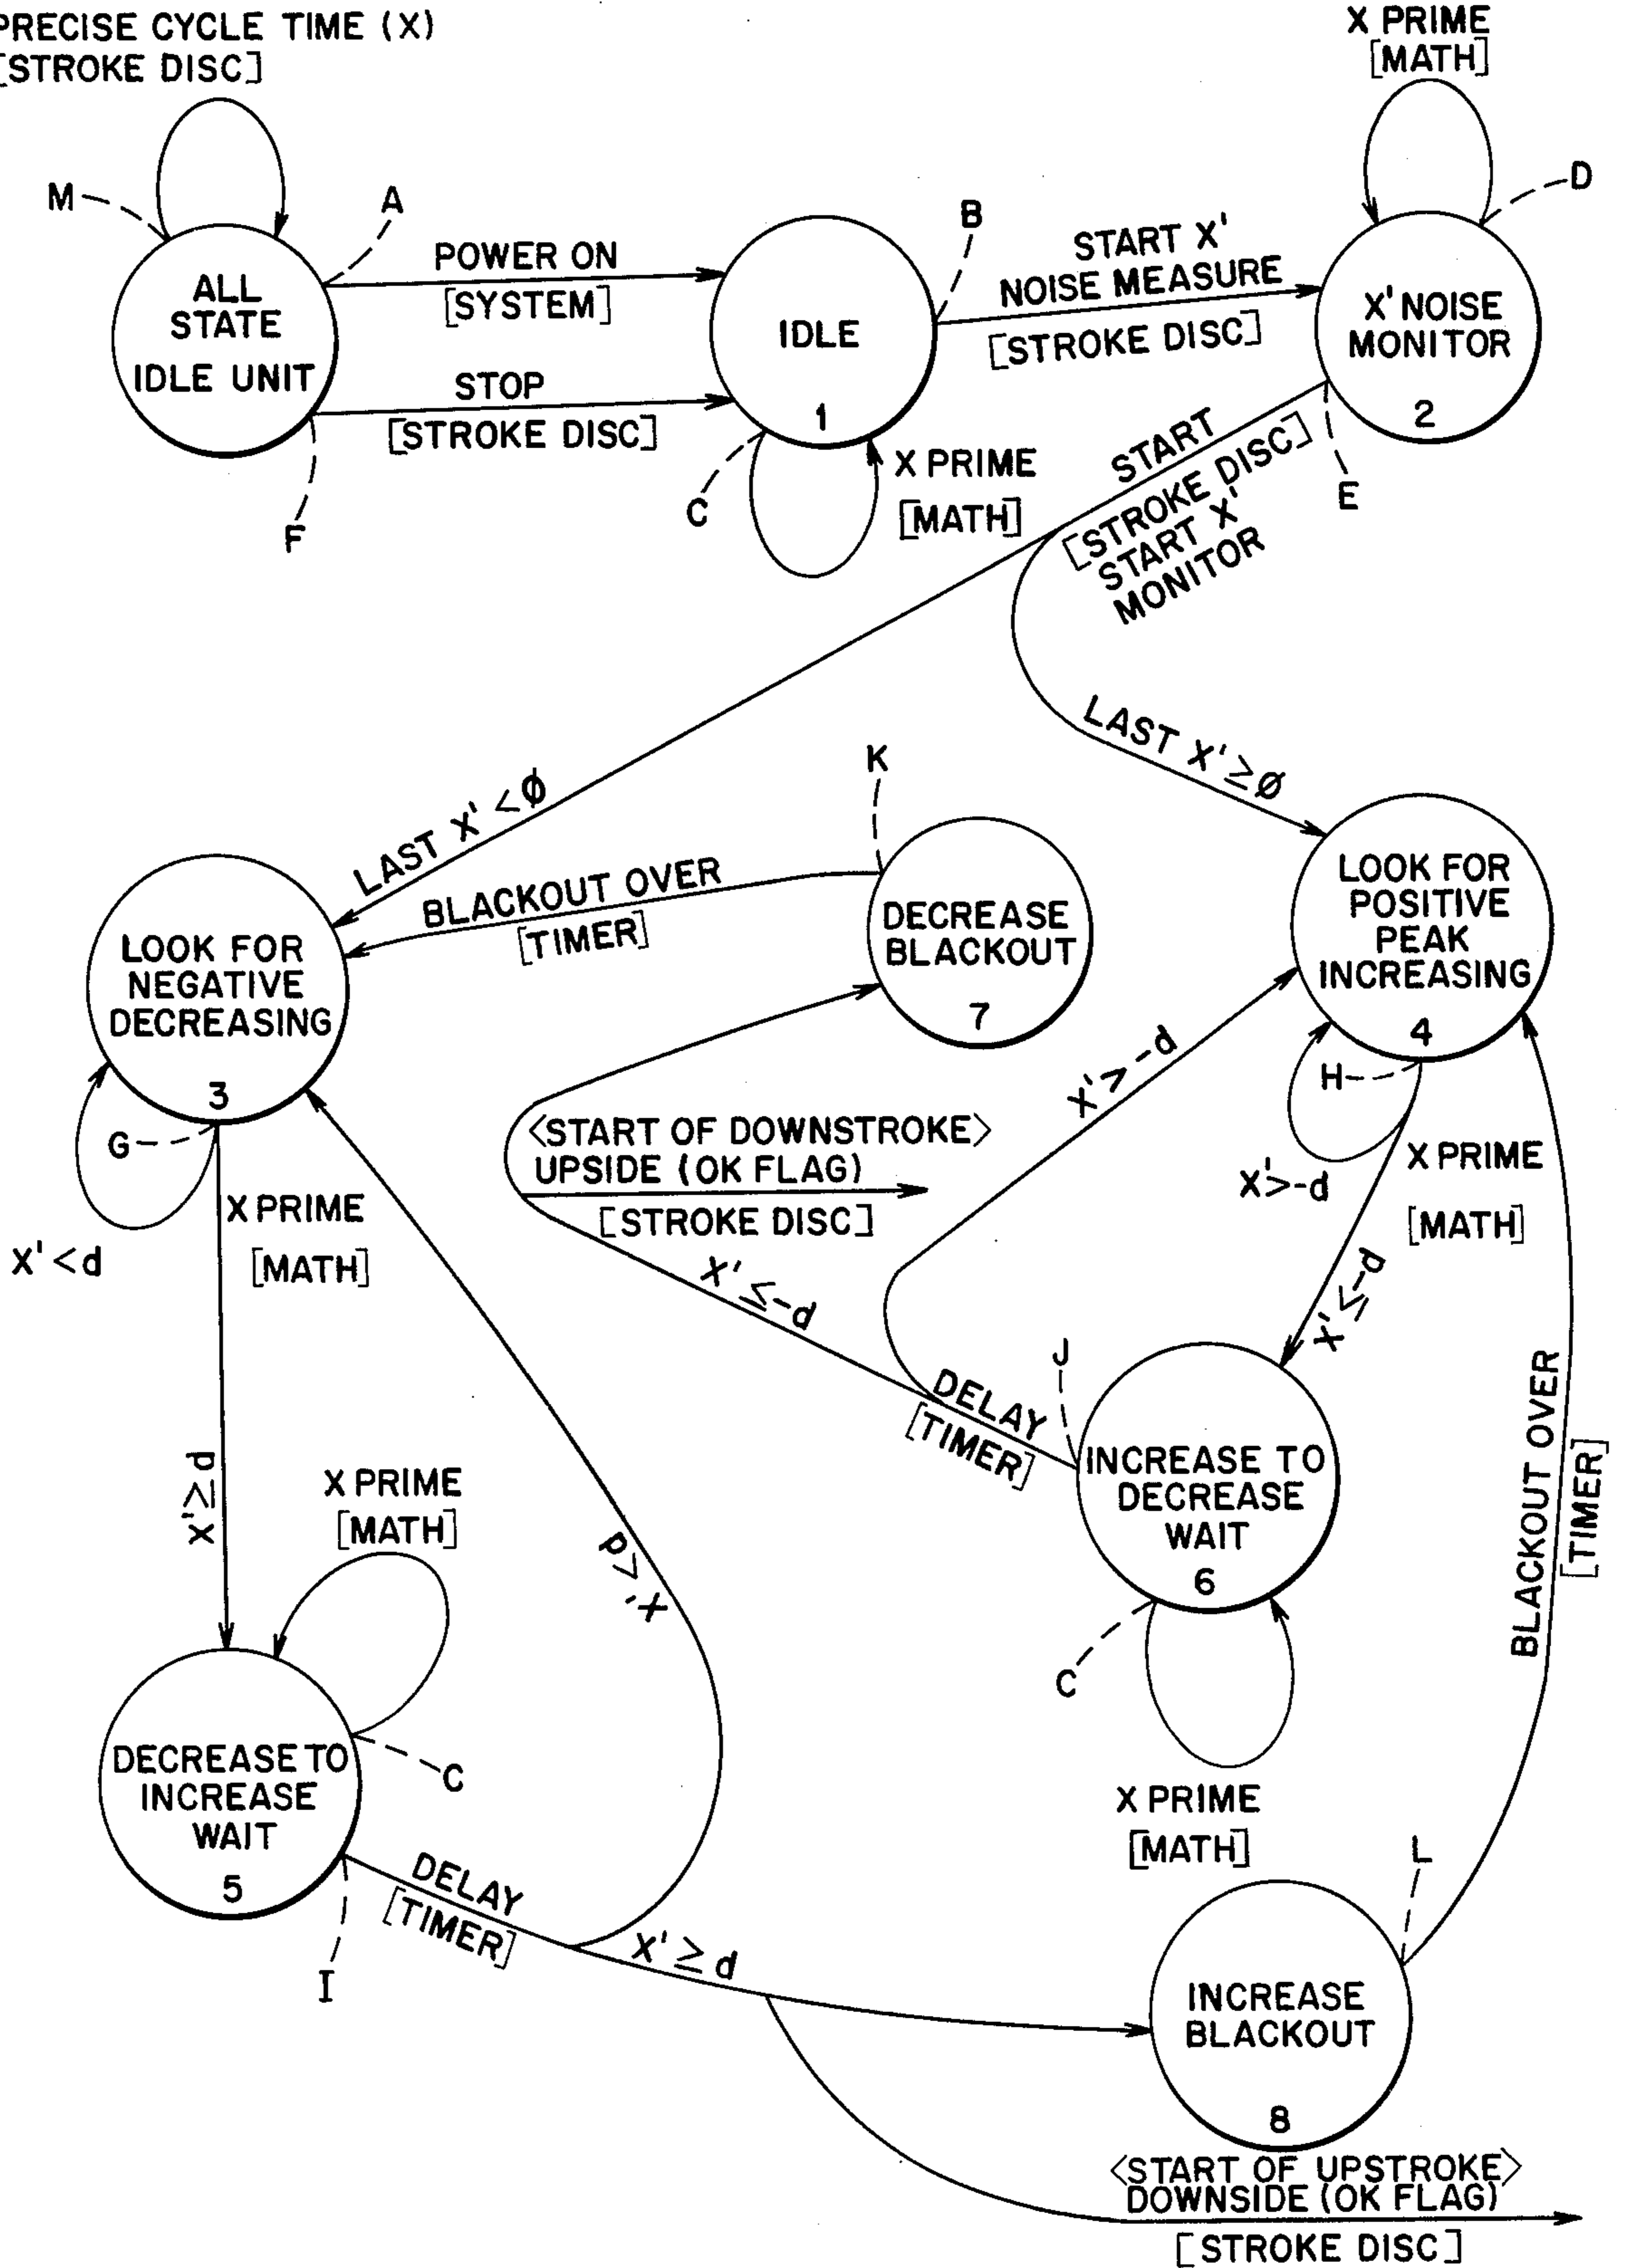 PRECISE CYCLE TIME (X)
[STROKE DISC]
X PRIME
[MATH]
M
A
B
D
ALL
STATE
IDLE UNIT
POWER ON
[SYSTEM]
STOP
[STROKE DISC]
F
IDLE
1
C
X PRIME
[MATH]
START X'
NOISE MEASURE
[STROKE DISC]
X' NOISE
MONITOR
2
E
START
[STROKE DISC]
START X'
MONITOR
LAST X' < ϕ
LAST X' ≥ Ø
K
BLACKOUT OVER
[TIMER]
DECREASE
BLACKOUT
7
LOOK FOR
NEGATIVE
DECREASING
3
G
X' < d
X PRIME
[MATH]
LOOK FOR
POSITIVE
PEAK
INCREASING
4
H
X' > -d
X PRIME
[MATH]
X' > -d
<START OF DOWNSTROKE>
UPSIDE (OK FLAG)
[STROKE DISC]
X' ≤ -d
X' ≤ -d
J
DELAY
[TIMER]
INCREASE TO
DECREASE
WAIT
6
C
X PRIME
[MATH]
BLACKOUT OVER
[TIMER]
X' ≥ d
X PRIME
[MATH]
X' < d
DECREASE TO
INCREASE
WAIT
5
C
I
DELAY
[TIMER]
X' ≥ d
L
INCREASE
BLACKOUT
8
<START OF UPSTROKE>
DOWNSIDE (OK FLAG)
[STROKE DISC]